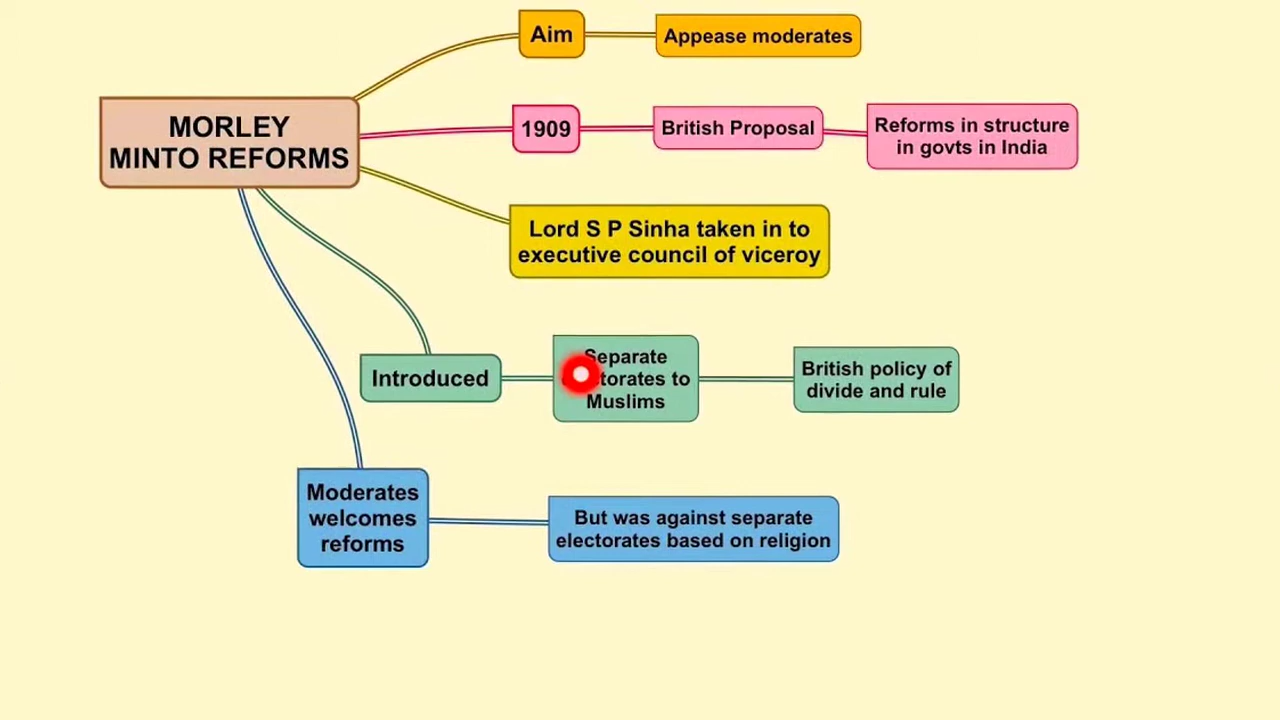 Aim
Appease moderates
MORLEY
MINTO REFORMS
1909
British Proposal
Reforms in structure
in govts in India
Lord S P Sinha taken in to
executive council of viceroy
Introduced
Separate
torates to
Muslims
British policy of
divide and rule
Moderates
welcomes
reforms
But was against separate
electorates based on religion